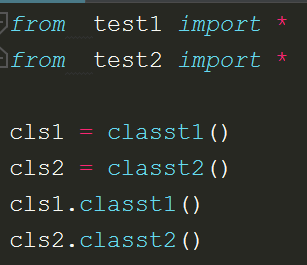 from test1 import *
from test2 import *
cls1 = classt1()
cls2 = classt2()
cls1.classt1()
cls2.classt2()